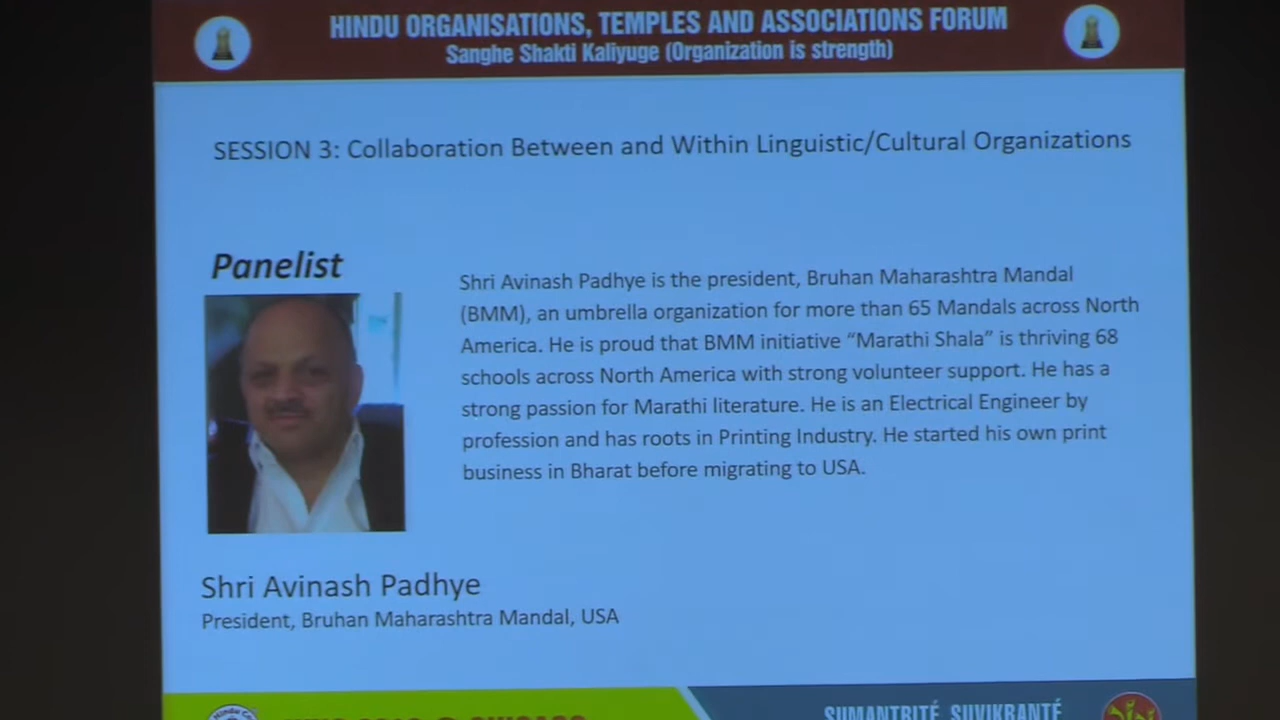 HINDU ORGANISATIONS, TEMPLES AND ASSOCIATIONS FORUM
Sanghe Shakti Kaliyuge (Organization is strength)
SESSION 3: Collaboration Between and Within Linguistic/Cultural Organizations
Panelist
Shri Avinash Padhye is the president, Bruhan Maharashtra Mandal
(BMM), an umbrella organization for more than 65 Mandals across North
America. He is proud that BMM initiative “Marathi Shala” is thriving 68
schools across North America with strong volunteer support. He has a
strong passion for Marathi literature. He is an Electrical Engineer by
profession and has roots in Printing Industry. He started his own print
business in Bharat before migrating to USA.
Shri Avinash Padhye
President, Bruhan Maharashtra Mandal, USA
SUMANTRITÉ, SUVIKRANTÉ